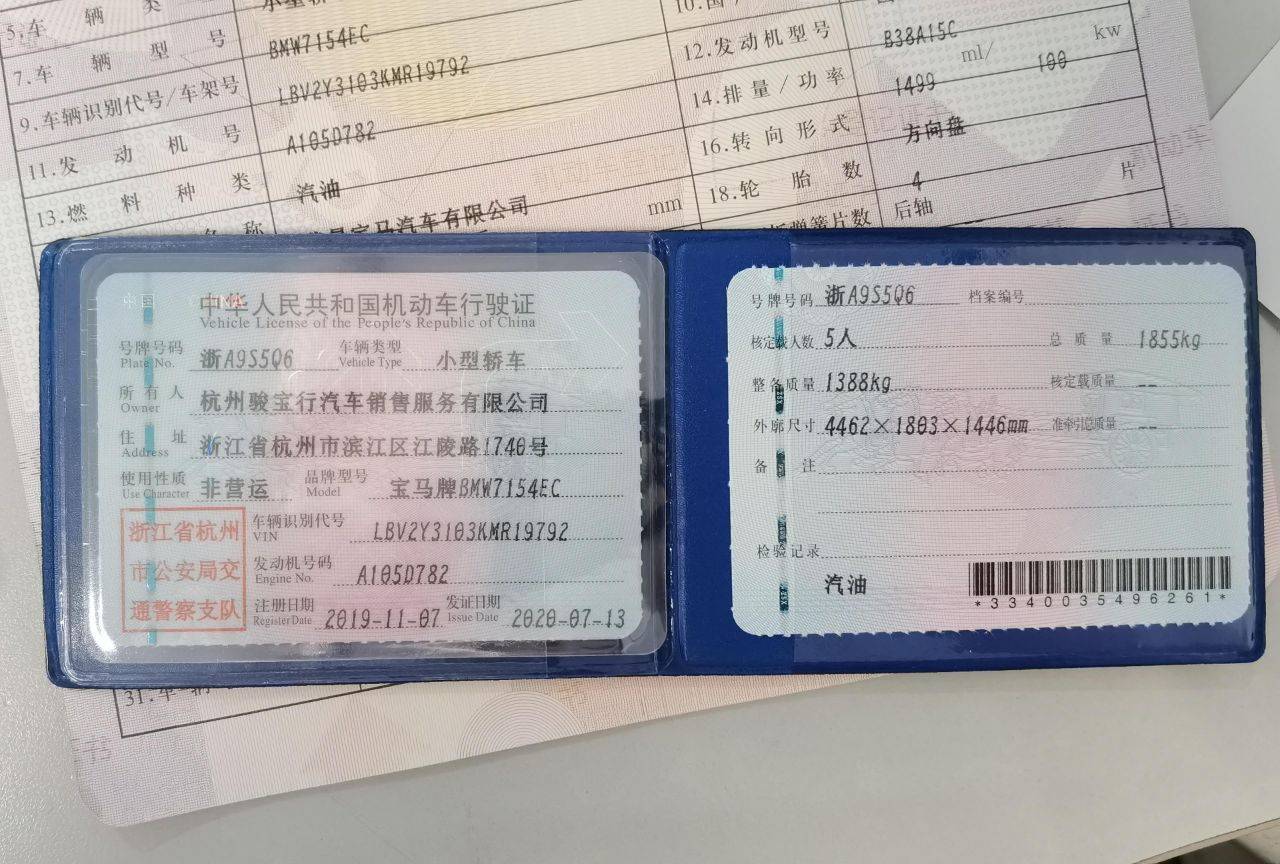 5.车辆类
小型轿
7.车辆型号
BMW7154EC
9.车辆识别代号/车架号
LBV2Y3103KMR19792
11.发动机号
A105D782
13.燃料种类
汽油
名称
宝马汽车有限公司
mm
12.发动机型号
B38A15C
14.排量/功率
1499 ml/ 100 kw
16.转向形式
方向盘
18.轮胎数
4
片
弹簧片数
后轴
中国 CHINA
中华人民共和国机动车行驶证
Vehicle License of the People's Republic of China
号牌号码 浙A9S5Q6 车辆类型 小型轿车
Plate No. Vehicle Type
所有人 杭州骏宝行汽车销售服务有限公司
Owner
住址 浙江省杭州市滨江区江陵路1740号
Address
使用性质 非营运 品牌型号 宝马牌BMW7154EC
Use Character Model
浙江省杭州
市公安局交
通警察支队
车辆识别代号 LBV2Y3103KMR19792
VIN
发动机号码 A105D782
Engine No.
注册日期 2019-11-07 发证日期 2020-07-13
Register Date Issue Date
号牌号码 浙A9S5Q6 档案编号
核定载人数 5人 总质量 1855kg
整备质量 1388kg 核定载质量 --
外廓尺寸 4462×1803×1446mm 准牵引总质量 --
备注
检验记录
汽油
*3340035496261*